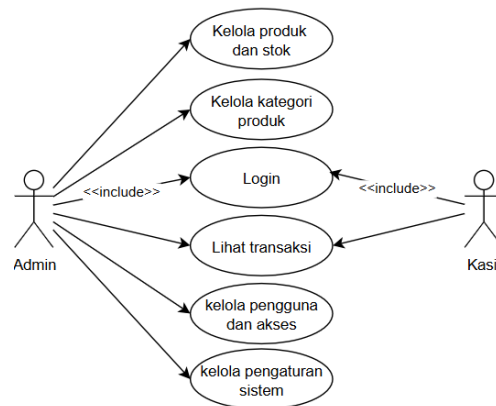 Kelola produk
dan stok
Kelola kategori
produk
<<include>>
Login
<<include>>
Lihat transaksi
Admin
Kasi
kelola pengguna
dan akses
kelola pengaturan
sistem